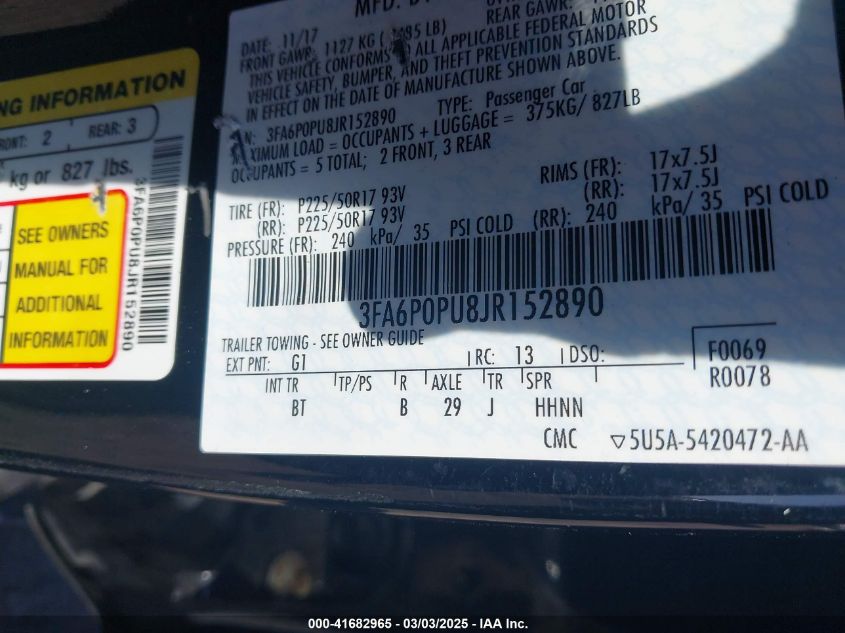 NG INFORMATION
RONT: 2 REAR: 3
kg or 827 lbs.
SEE OWNERS
MANUAL FOR
ADDITIONAL
INFORMATION
3FA6P0PU8JR152890
MFD.
DATE: 11/17
FRONT GAWR: 1127 KG ( 85 LB) REAR GAWR:
THIS VEHICLE CONFORMS TO ALL APPLICABLE FEDERAL MOTOR
VEHICLE SAFETY, BUMPER, AND THEFT PREVENTION STANDARDS
IN EFFECT ON THE DATE OF MANUFACTURE SHOWN ABOVE.
N: 3FA6P0PU8JR152890 TYPE: Passenger Car
MAXIMUM LOAD = OCCUPANTS + LUGGAGE = 375KG/ 827LB
OCCUPANTS = 5 TOTAL; 2 FRONT, 3 REAR
TIRE (FR): P225/50R17 93V RIMS (FR): 17x7.5J
(RR): P225/50R17 93V (RR): 17x7.5J
PRESSURE (FR): 240 kPa/ 35 PSI COLD (RR): 240 kPa/ 35 PSI COLD
3FA6P0PU8JR152890
TRAILER TOWING - SEE OWNER GUIDE
EXT PNT: G1 RC: 13 DSO: F0069
R0078
INT TR TP/PS R AXLE TR SPR
BT B 29 J HHNN
CMC ▽5U5A-5420472-AA
000-41682965 - 03/03/2025 - IAA Inc.